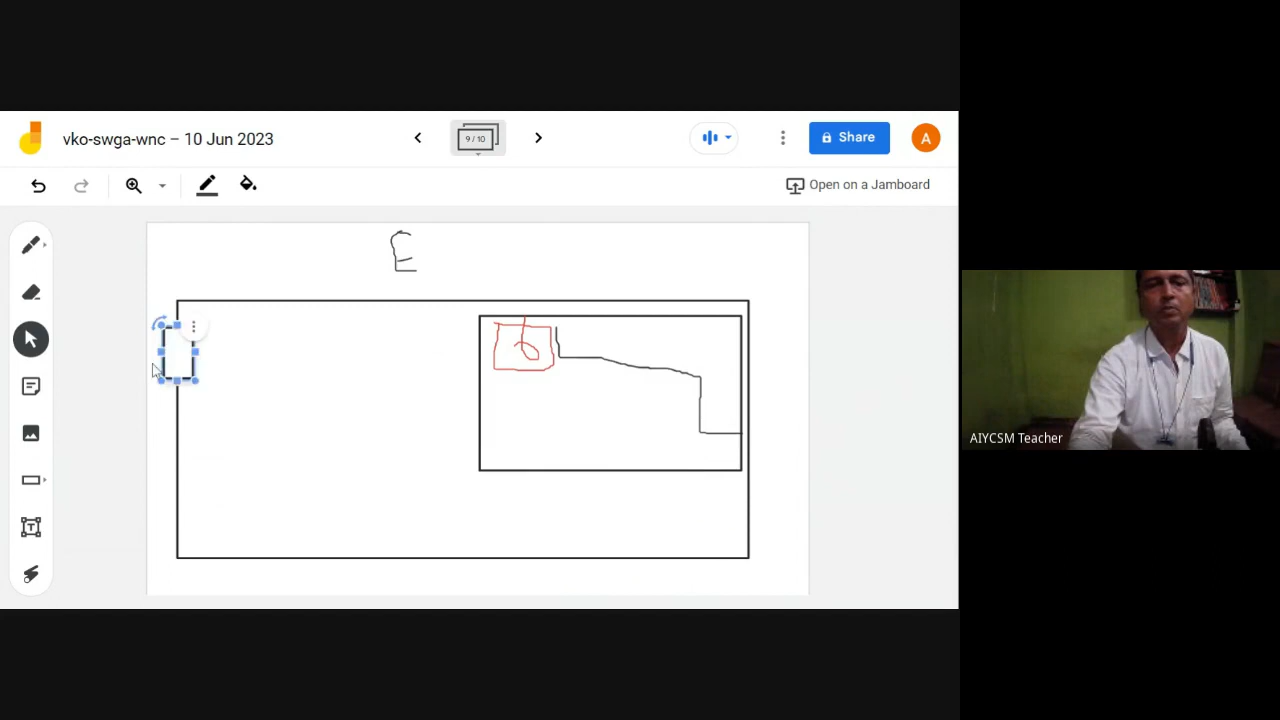 vko-swga-wnc – 10 Jun 2023
9 / 10
Share
A
Open on a Jamboard
E
AIYCSM Teacher